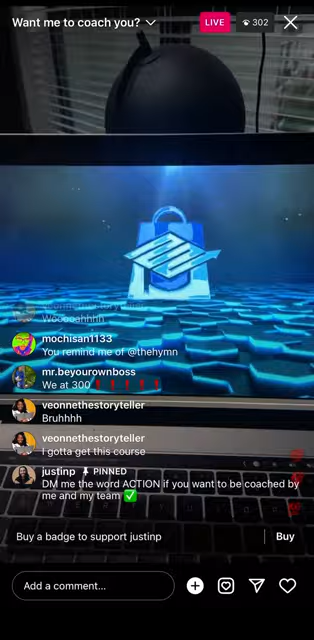 Want me to coach you?
LIVE
302
Wooooahhhh
mochisan1133
You remind me of @thehymn
mr.beyourownboss
We at 300❗❗❗❗❗
veonnethestoryteller
Bruhhhh
veonnethestoryteller
I gotta get this course
justinp PINNED
DM me the word ACTION if you want to be coached by
me and my team ✅
Buy a badge to support justinp
Buy
Add a comment...